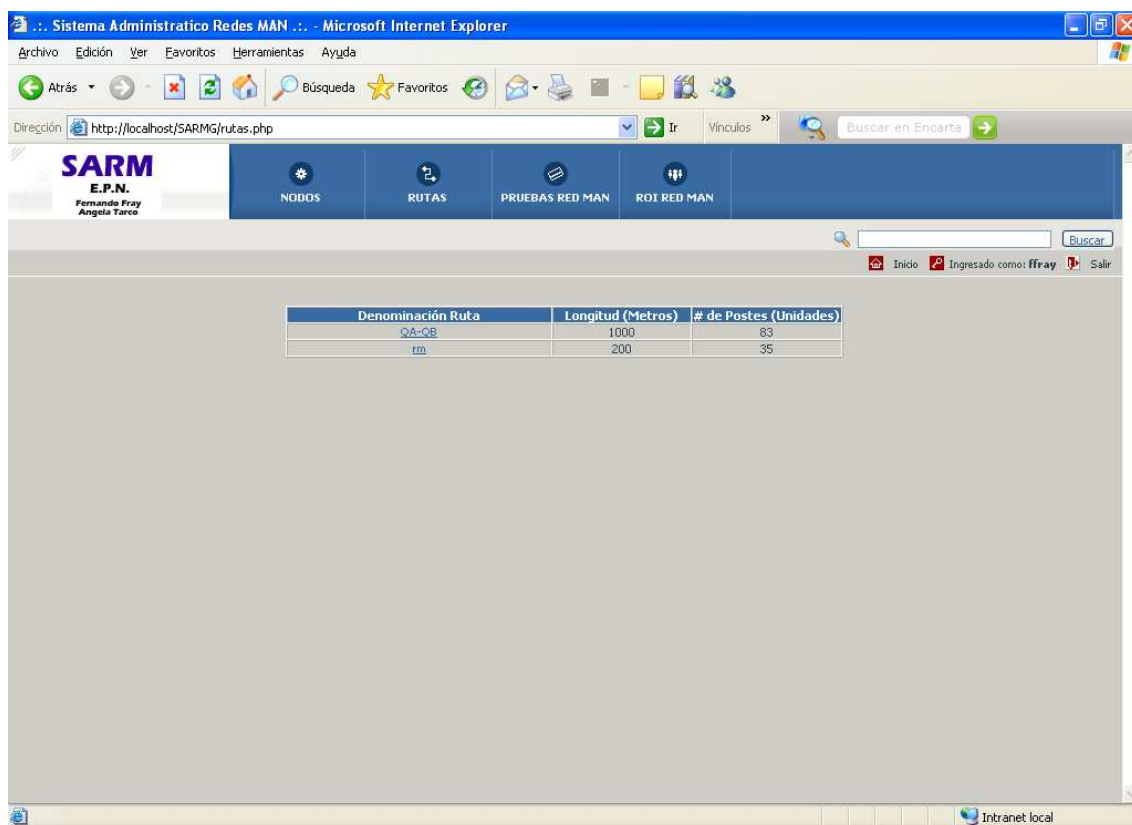 .:. Sistema Administratico Redes MAN .:. - Microsoft Internet Explorer
Archivo Edición Ver Favoritos Herramientas Ayuda
Atrás Búsqueda Favoritos
Dirección http://localhost/SARMG/rutas.php Ir Vínculos » Buscar en Encarta
SARM
E.P.N.
Fernando Fray
Angela Tarco
NODOS RUTAS PRUEBAS RED MAN ROI RED MAN
Buscar
Inicio Ingresado como: ffray Salir
Denominación Ruta Longitud (Metros) # de Postes (Unidades)
QA-QB 1000 83
rm 200 35
Intranet local